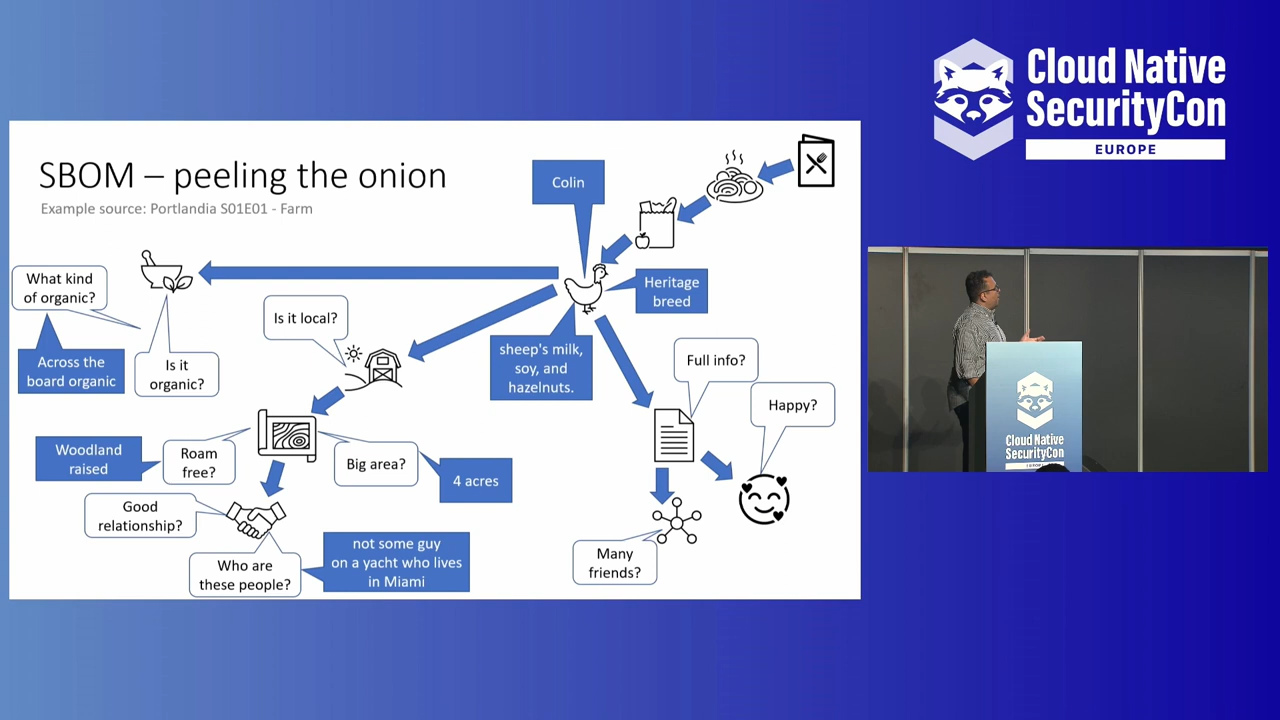 Cloud Native
SecurityCon
EUROPE
SBOM – peeling the onion
Example source: Portlandia S01E01 - Farm
Colin
Heritage
breed
sheep's milk,
soy, and
hazelnuts.
What kind
of organic?
Across the
board organic
Is it
organic?
Is it local?
Full info?
Happy?
Woodland
raised
Roam
free?
Big area?
4 acres
Good
relationship?
Who are
these people?
not some guy
on a yacht who lives
in Miami
Many
friends?
Cloud Native
SecurityCon